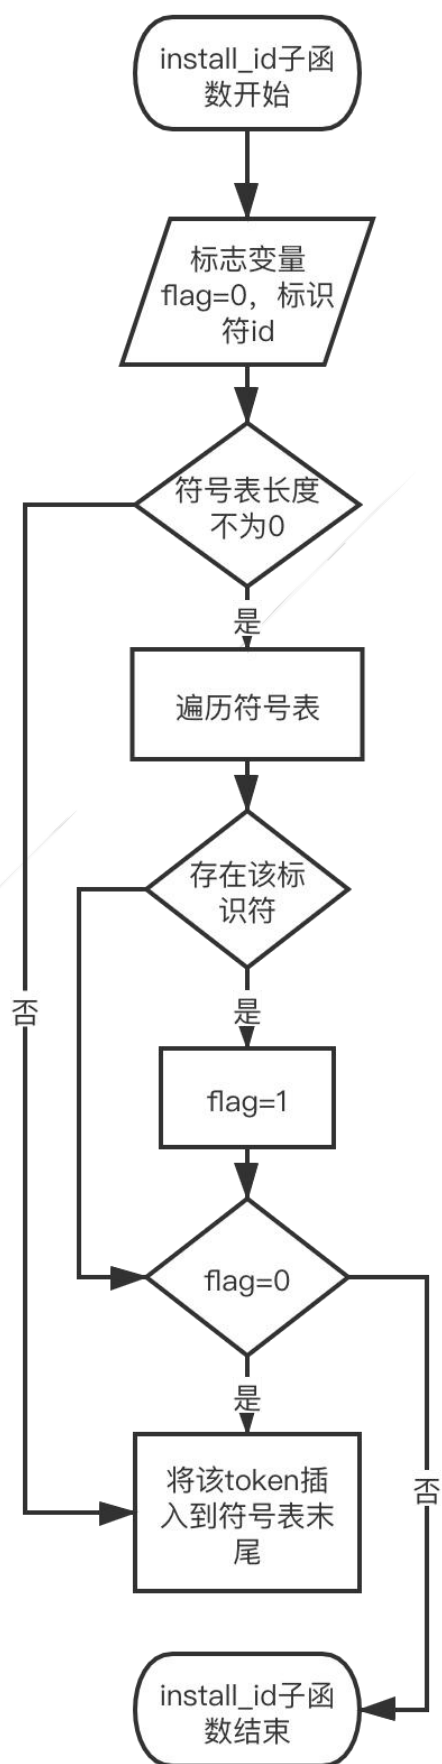 install_id子函
数开始
标志变量
flag=0，标识
符id
符号表长度
不为0
是
遍历符号表
存在该标
识符
否
是
flag=1
flag=0
是
将该token插
入到符号表末
尾
否
install_id子函
数结束